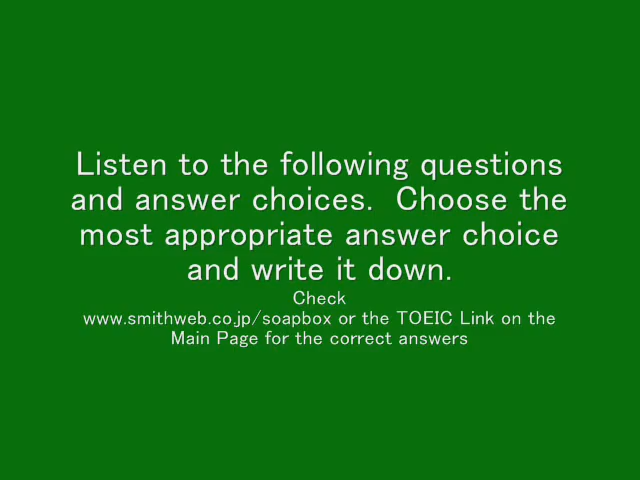 Listen to the following questions
and answer choices.  Choose the
most appropriate answer choice
and write it down.
Check
www.smithweb.co.jp/soapbox or the TOEIC Link on the
Main Page for the correct answers